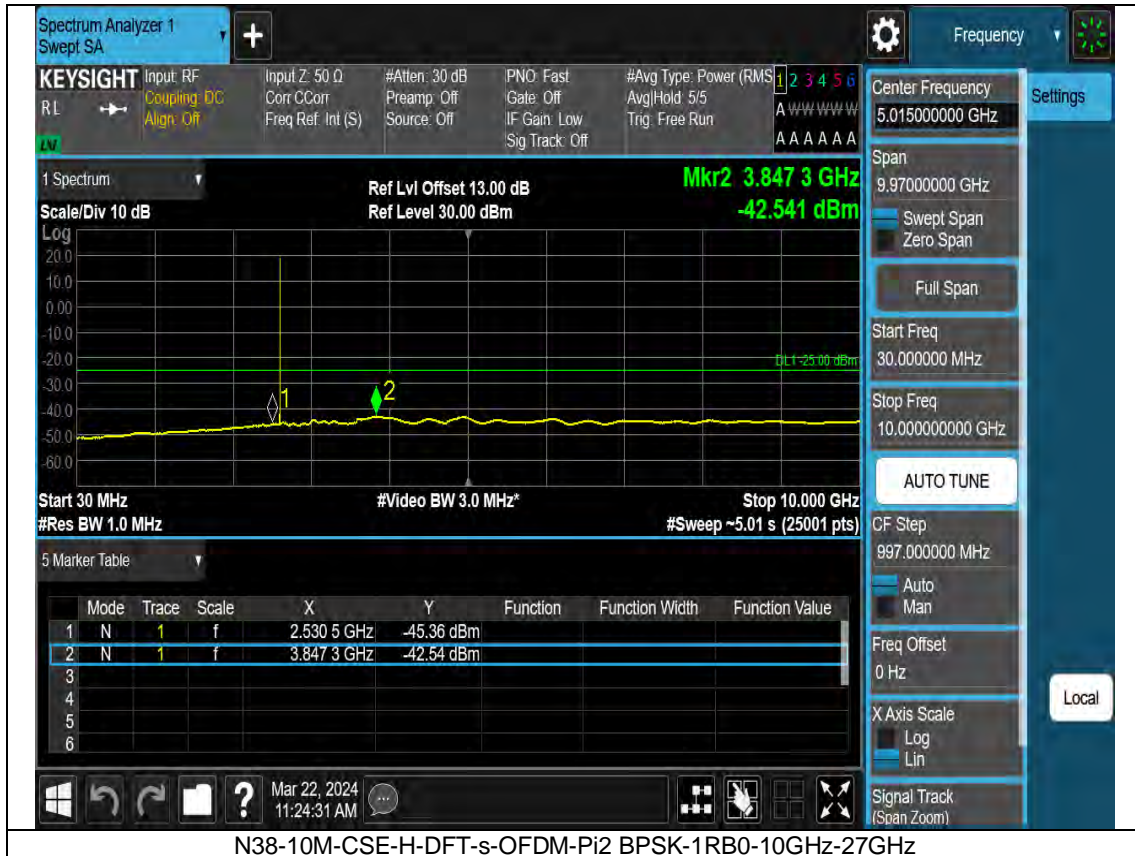 Spectrum Analyzer 1
Swept SA
Frequency
KEYSIGHT
Input: RF
Input Z: 50 Ω
#Atten: 30 dB
PNO: Fast
#Avg Type: Power (RMS
1 2 3 4 5 6
RL
Coupling: DC
Corr CCorr
Preamp: Off
Gate: Off
Avg|Hold: 5/5
A W W W W W
Align: Off
Freq Ref: Int (S)
Source: Off
IF Gain: Low
Trig: Free Run
Sig Track: Off
A A A A A A
LNI
Center Frequency
5.015000000 GHz
Settings
1 Spectrum
Ref Lvl Offset 13.00 dB
Mkr2 3.847 3 GHz
Scale/Div 10 dB
Ref Level 30.00 dBm
-42.541 dBm
Log
20.0
10.0
0.00
-10.0
-20.0
-30.0
-40.0
-50.0
-60.0
DL1 -25.00 dBm
1
2
Start 30 MHz
#Video BW 3.0 MHz*
Stop 10.000 GHz
#Res BW 1.0 MHz
#Sweep ~5.01 s (25001 pts)
Span
9.97000000 GHz
Swept Span
Zero Span
Full Span
Start Freq
30.000000 MHz
Stop Freq
10.000000000 GHz
AUTO TUNE
CF Step
997.000000 MHz
Auto
Man
Freq Offset
0 Hz
X Axis Scale
Log
Lin
Signal Track
(Span Zoom)
Local
5 Marker Table
Mode Trace Scale X Y Function Function Width Function Value
1 N 1 f 2.530 5 GHz -45.36 dBm
2 N 1 f 3.847 3 GHz -42.54 dBm
3
4
5
6
?
Mar 22, 2024
11:24:31 AM
N38-10M-CSE-H-DFT-s-OFDM-Pi2 BPSK-1RB0-10GHz-27GHz